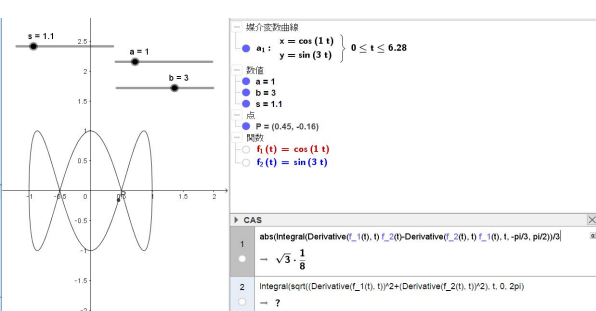 s = 1.1
a = 1
b = 3
2.5
2
1.5
1
0.5
-1
-0.5
0
0.5
1
1.5
2
-0.5
-1
-1.5
-2
媒介変数曲線
a₁ : x = cos (1 t)
y = sin (3 t)
0 ≤ t ≤ 6.28
数値
a = 1
b = 3
s = 1.1
点
P = (0.45, -0.16)
関数
f₁ (t) = cos (1 t)
f₂ (t) = sin (3 t)
CAS
1 abs(Integral(Derivative(f_1(t), t) f_2(t)-Derivative(f_2(t), t) f_1(t), t, -pi/3, pi/2))/3
→ √3 · 1/8
2 Integral(sqrt((Derivative(f_1(t), t))^2+(Derivative(f_2(t), t))^2), t, 0, 2pi)
→ ?